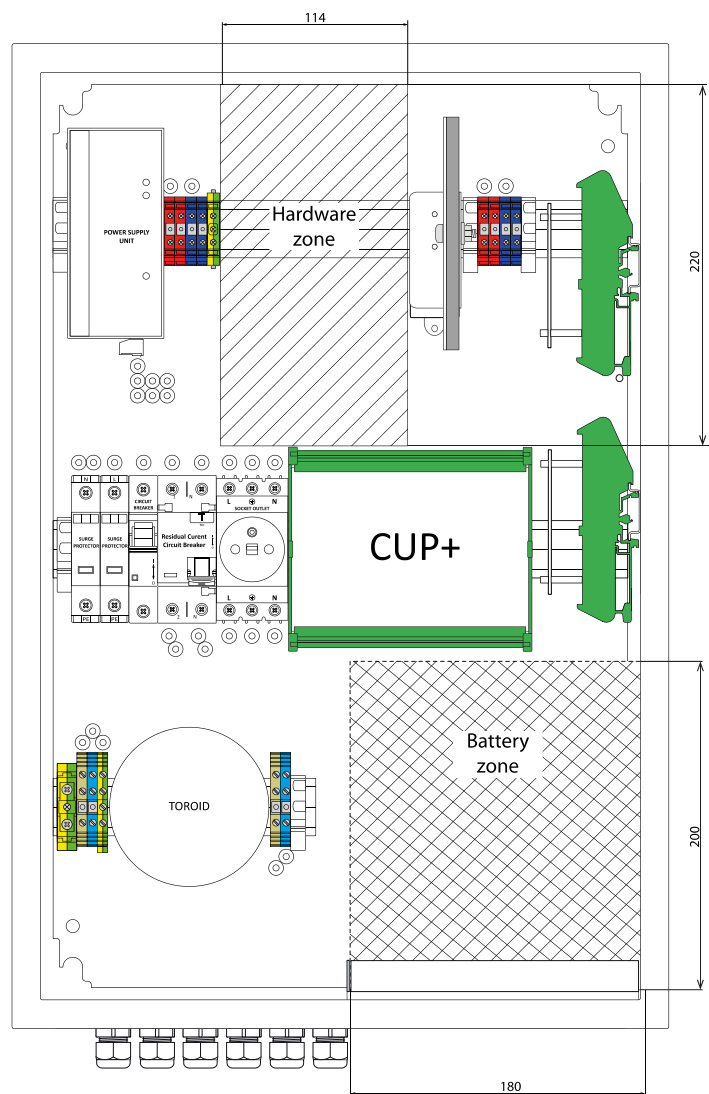 114
220
Hardware
zone
POWER SUPPLY
UNIT
N
L
N
CIRCUIT
BREAKER
L
N
SOCKET OUTLET
SURGE
PROTECTOR
SURGE
PROTECTOR
Residual Curent
Circuit Breaker
CUP+
L
N
2
N
PE
PE
Battery
zone
TOROID
200
180